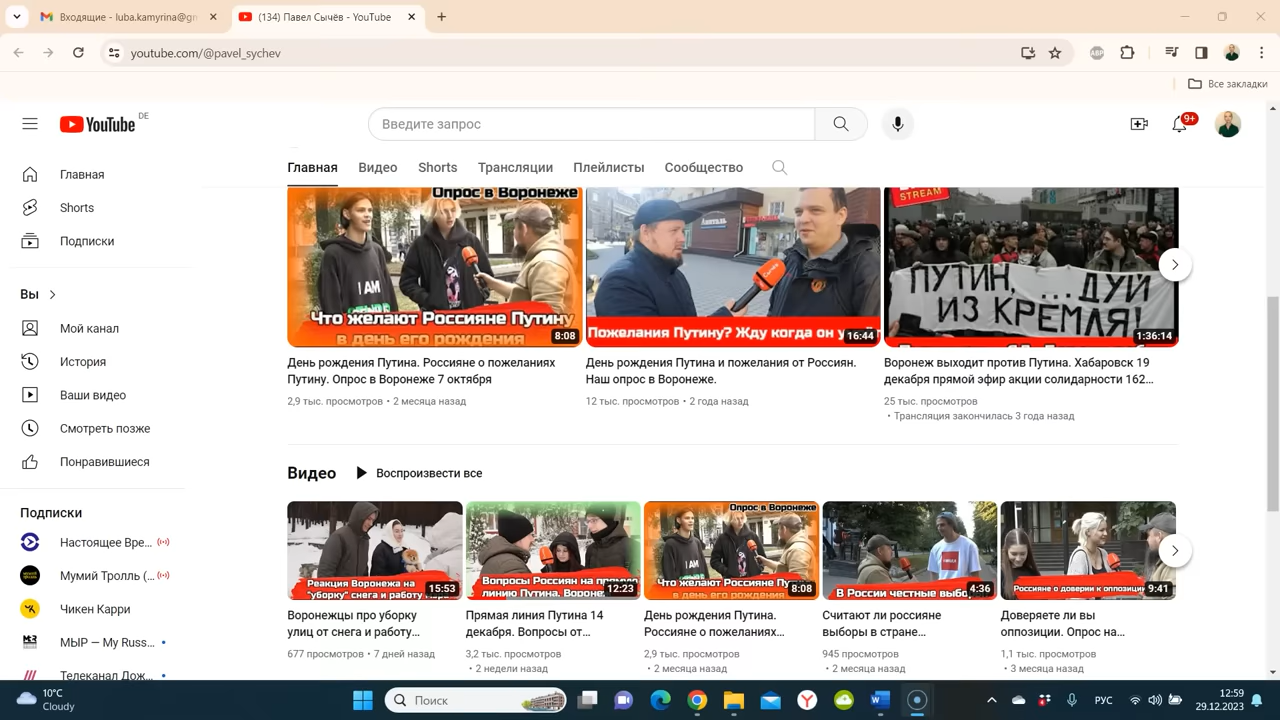 Входящие - luba.kamyrina@gm
(134) Павел Сычёв - YouTube
youtube.com/@pavel_sychev
ABP
Все закладки
YouTube DE
Введите запрос
9+
Главная
Видео
Shorts
Трансляции
Плейлисты
Сообщество
Главная
Shorts
Подписки
Вы
Мой канал
История
Ваши видео
Смотреть позже
Понравившиеся
Подписки
Настоящее Вре...
Мумий Тролль (...
Чикен Карри
МЫР — My Russ...
Телеканал Дож...
Опрос в Воронеже
I AM
Что желают Россияне Путину
в день его рождения
8:08
День рождения Путина. Россияне о пожеланиях
Путину. Опрос в Воронеже 7 октября
2,9 тыс. просмотров • 2 месяца назад
Пожелания Путину? Жду когда он у
16:44
День рождения Путина и пожелания от Россиян.
Наш опрос в Воронеже.
12 тыс. просмотров • 2 года назад
STREAM
ПУТИН, ...ДУЙ
ИЗ КРЕМЛЯ!
1:36:14
Воронеж выходит против Путина. Хабаровск 19
декабря прямой эфир акции солидарности 162...
25 тыс. просмотров
• Трансляция закончилась 3 года назад
Видео
Воспроизвести все
Реакция Воронежа на
"уборку" снега и работу
15:53
Воронежцы про уборку
улиц от снега и работу...
677 просмотров • 7 дней назад
Вопросы Россиян на прямую
линию Путина.
12:23
Прямая линия Путина 14
декабря. Вопросы от...
3,2 тыс. просмотров
• 2 недели назад
Опрос в Воронеже
Что желают Россияне
в день его рождения
8:08
День рождения Путина.
Россияне о пожеланиях...
2,9 тыс. просмотров
• 2 месяца назад
В России честные выбо
4:36
Считают ли россияне
выборы в стране...
945 просмотров
• 2 месяца назад
Россияне о доверии к оппозиции
9:41
Доверяете ли вы
оппозиции. Опрос на...
1,1 тыс. просмотров
• 3 месяца назад
10°C
Cloudy
Поиск
РУС
12:59
29.12.2023